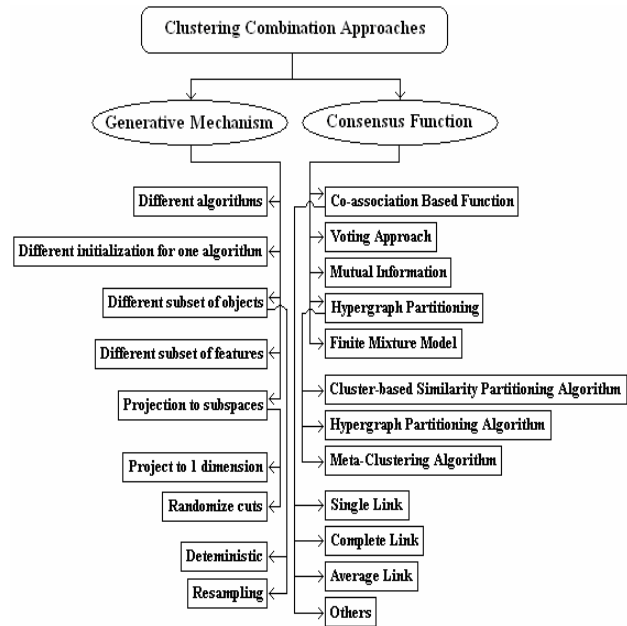 Clustering Combination Approaches
Generative Mechanism
Consensus Function
Different algorithms
Different initialization for one algorithm
Different subset of objects
Different subset of features
Projection to subspaces
Project to 1 dimension
Randomize cuts
Deteministic
Resampling
Co-association Based Function
Voting Approach
Mutual Information
Hypergraph Partitioning
Finite Mixture Model
Cluster-based Similarity Partitioning Algorithm
Hypergraph Partitioning Algorithm
Meta-Clustering Algorithm
Single Link
Complete Link
Average Link
Others